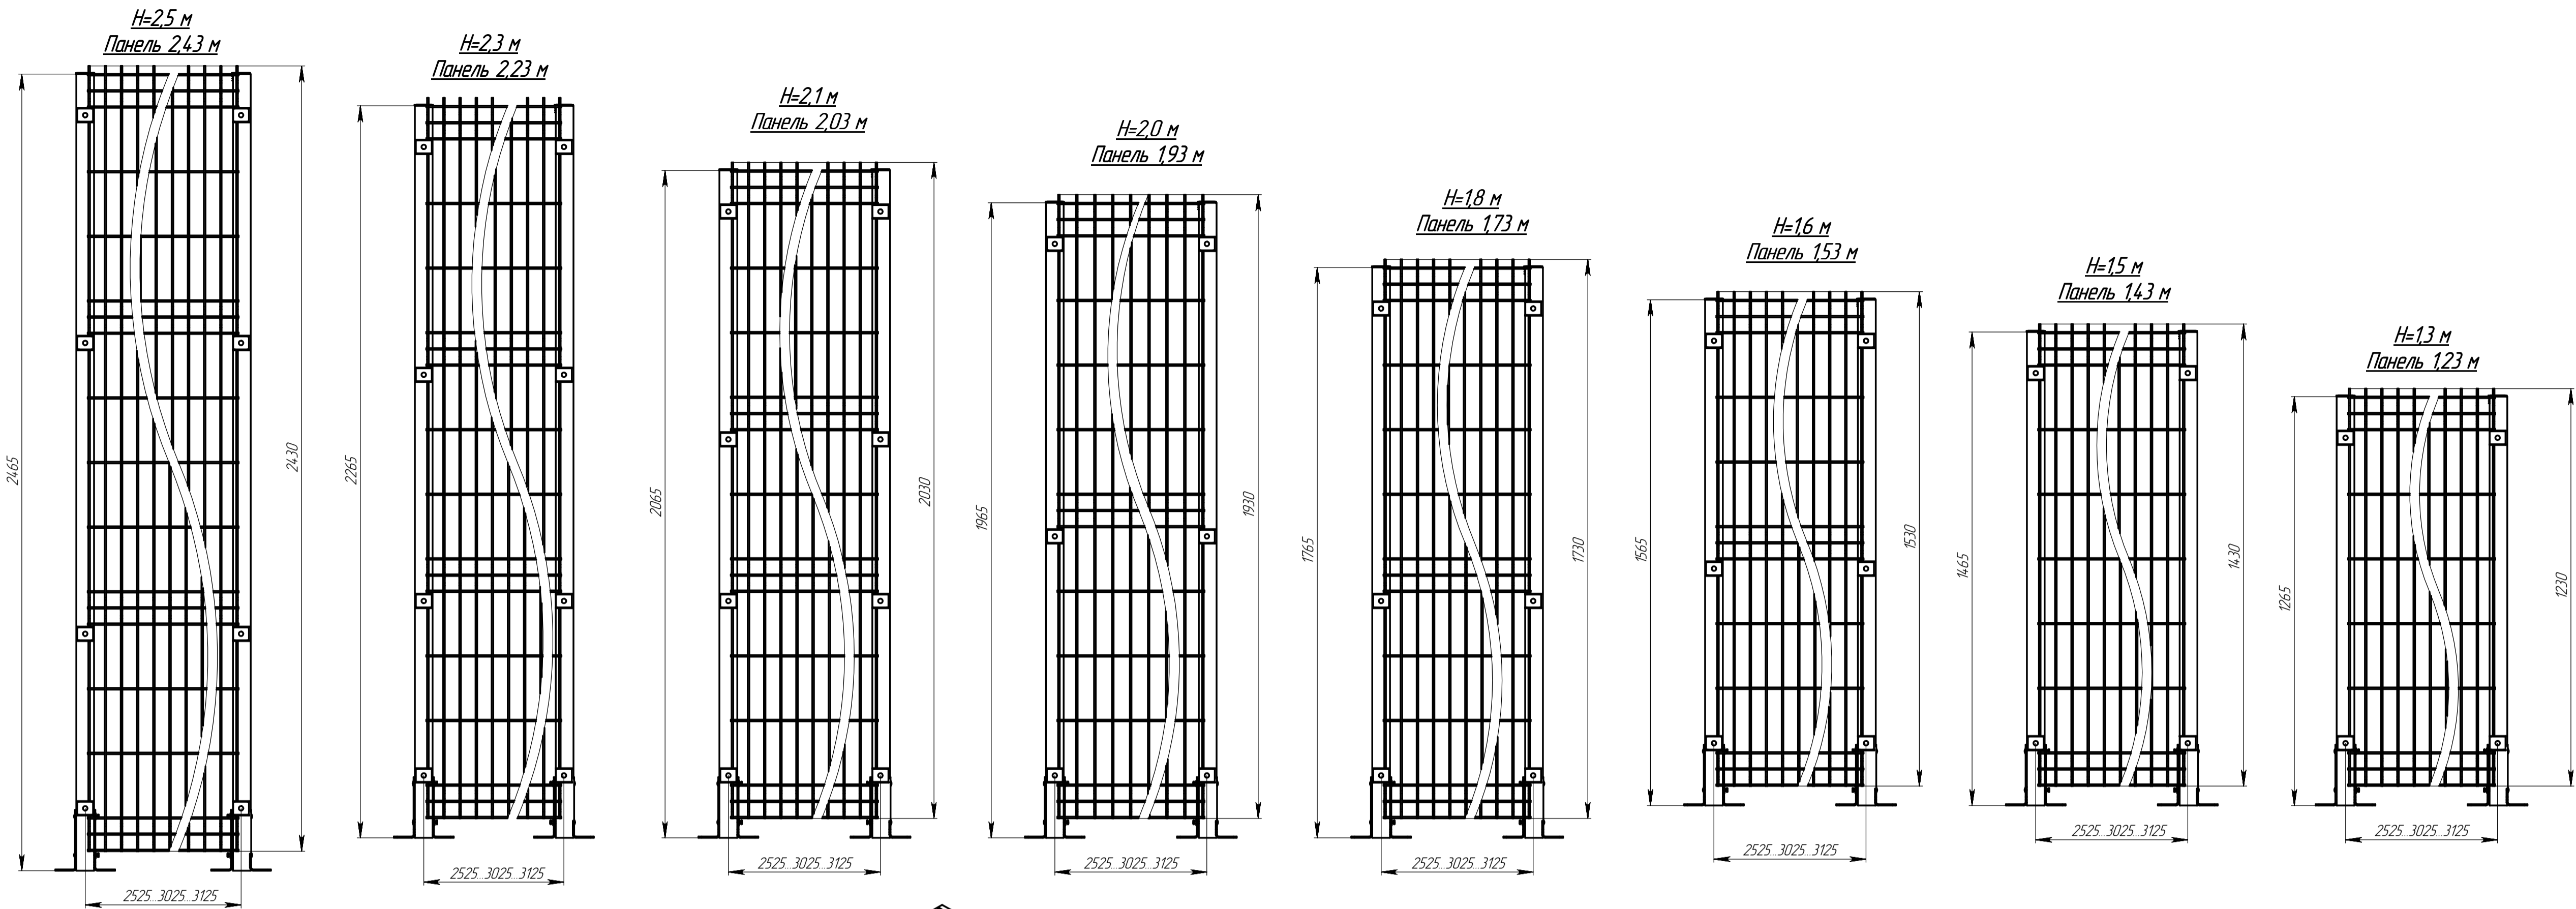 H=2,5 м
Панель 2,43 м
2465
2430
2525...3025...3125
H=2,3 м
Панель 2,23 м
2265
2525...3025...3125
H=2,1 м
Панель 2,03 м
2065
2030
2525...3025...3125
H=2,0 м
Панель 1,93 м
1965
1930
2525...3025...3125
H=1,8 м
Панель 1,73 м
1765
1730
2525...3025...3125
H=1,6 м
Панель 1,53 м
1565
1530
2525...3025...3125
H=1,5 м
Панель 1,43 м
1465
1430
2525...3025...3125
H=1,3 м
Панель 1,23 м
1265
1230
2525...3025...3125